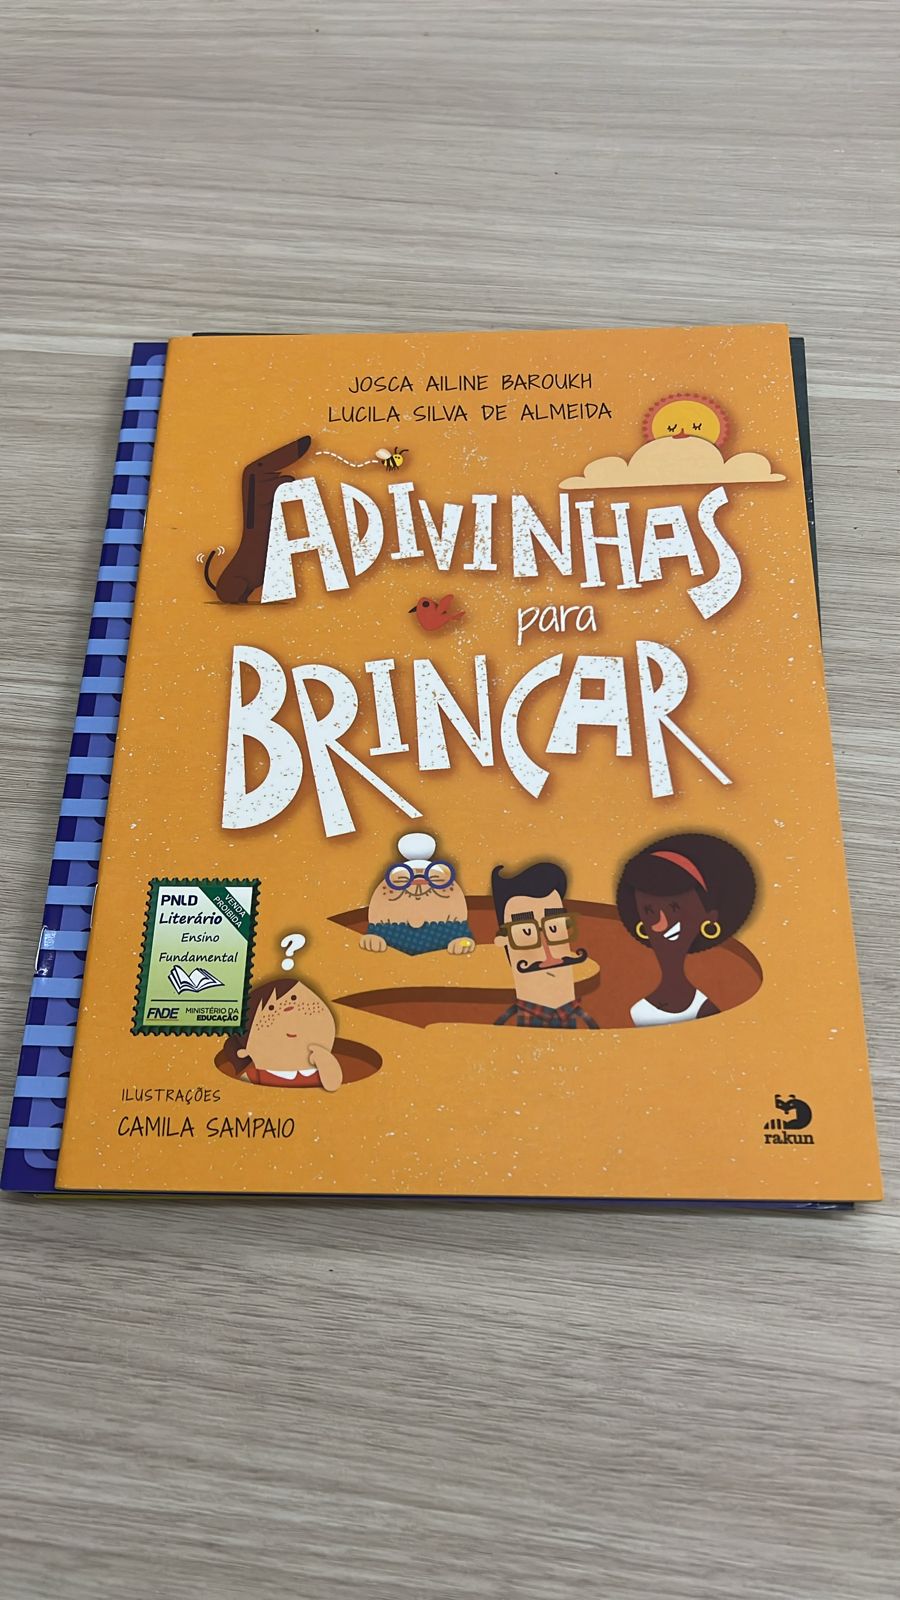 JOSCA AILINE BAROUKH
LUCILA SILVA DE ALMEIDA
ADIVINHAS
para
BRINCAR
PNLD
Literário
Ensino
Fundamental
VENDA
PROIBIDA
FNDE
MINISTÉRIO DA
EDUCAÇÃO
?
ILUSTRAÇÕES
CAMILA SAMPAIO
rakun